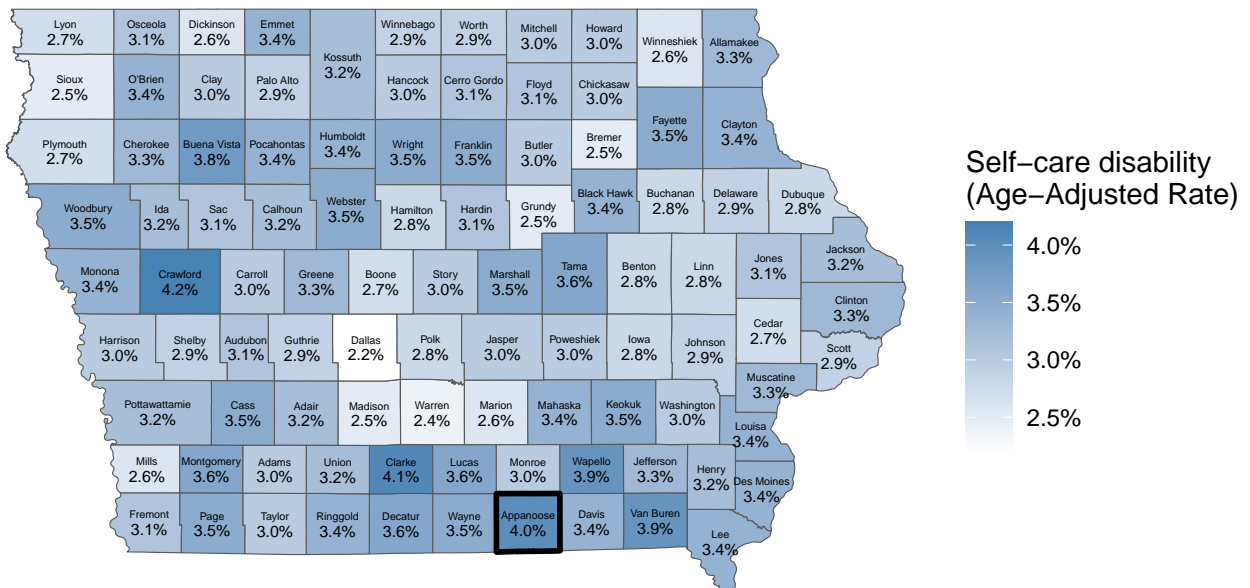 Lyon
2.7%
Osceola
3.1%
Dickinson
2.6%
Emmet
3.4%
Kossuth
3.2%
Winnebago
2.9%
Worth
2.9%
Mitchell
3.0%
Howard
3.0%
Winneshiek
2.6%
Allamakee
3.3%
Sioux
2.5%
O'Brien
3.4%
Clay
3.0%
Palo Alto
2.9%
Hancock
3.0%
Cerro Gordo
3.1%
Floyd
3.1%
Chickasaw
3.0%
Plymouth
2.7%
Cherokee
3.3%
Buena Vista
3.8%
Pocahontas
3.4%
Humboldt
3.4%
Wright
3.5%
Franklin
3.5%
Butler
3.0%
Bremer
2.5%
Fayette
3.5%
Clayton
3.4%
Woodbury
3.5%
Ida
3.2%
Sac
3.1%
Calhoun
3.2%
Webster
3.5%
Hamilton
2.8%
Hardin
3.1%
Grundy
2.5%
Black Hawk
3.4%
Buchanan
2.8%
Delaware
2.9%
Dubuque
2.8%
Monona
3.4%
Crawford
4.2%
Carroll
3.0%
Greene
3.3%
Boone
2.7%
Story
3.0%
Marshall
3.5%
Tama
3.6%
Benton
2.8%
Linn
2.8%
Jones
3.1%
Jackson
3.2%
Clinton
3.3%
Harrison
3.0%
Shelby
2.9%
Audubon
3.1%
Guthrie
2.9%
Dallas
2.2%
Polk
2.8%
Jasper
3.0%
Poweshiek
3.0%
Iowa
2.8%
Johnson
2.9%
Cedar
2.7%
Scott
2.9%
Muscatine
3.3%
Pottawattamie
3.2%
Cass
3.5%
Adair
3.2%
Madison
2.5%
Warren
2.4%
Marion
2.6%
Mahaska
3.4%
Keokuk
3.5%
Washington
3.0%
Louisa
3.4%
Mills
2.6%
Montgomery
3.6%
Adams
3.0%
Union
3.2%
Clarke
4.1%
Lucas
3.6%
Monroe
3.0%
Wapello
3.9%
Jefferson
3.3%
Henry
3.2%
Des Moines
3.4%
Fremont
3.1%
Page
3.5%
Taylor
3.0%
Ringgold
3.4%
Decatur
3.6%
Wayne
3.5%
Appanoose
4.0%
Davis
3.4%
Van Buren
3.9%
Lee
3.4%
Self−care disability
(Age−Adjusted Rate)
4.0%
3.5%
3.0%
2.5%